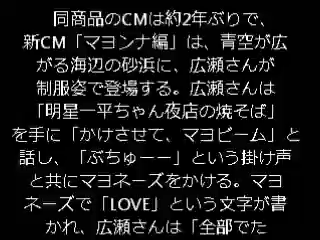 同商品のCMは約2年ぶりで、
新CM「マヨンナ編」は、青空が広
がる海辺の砂浜に、広瀬さんが
制服姿で登場する。広瀬さんは
「明星一平ちゃん夜店の焼そば」
を手に「かけさせて、マヨビーム」と
話し、「ぶちゅーー」という掛け声
と共にマヨネーズをかける。マヨ
ネーズで「LOVE」という文字が書
かれ、広瀬さんは「全部でた